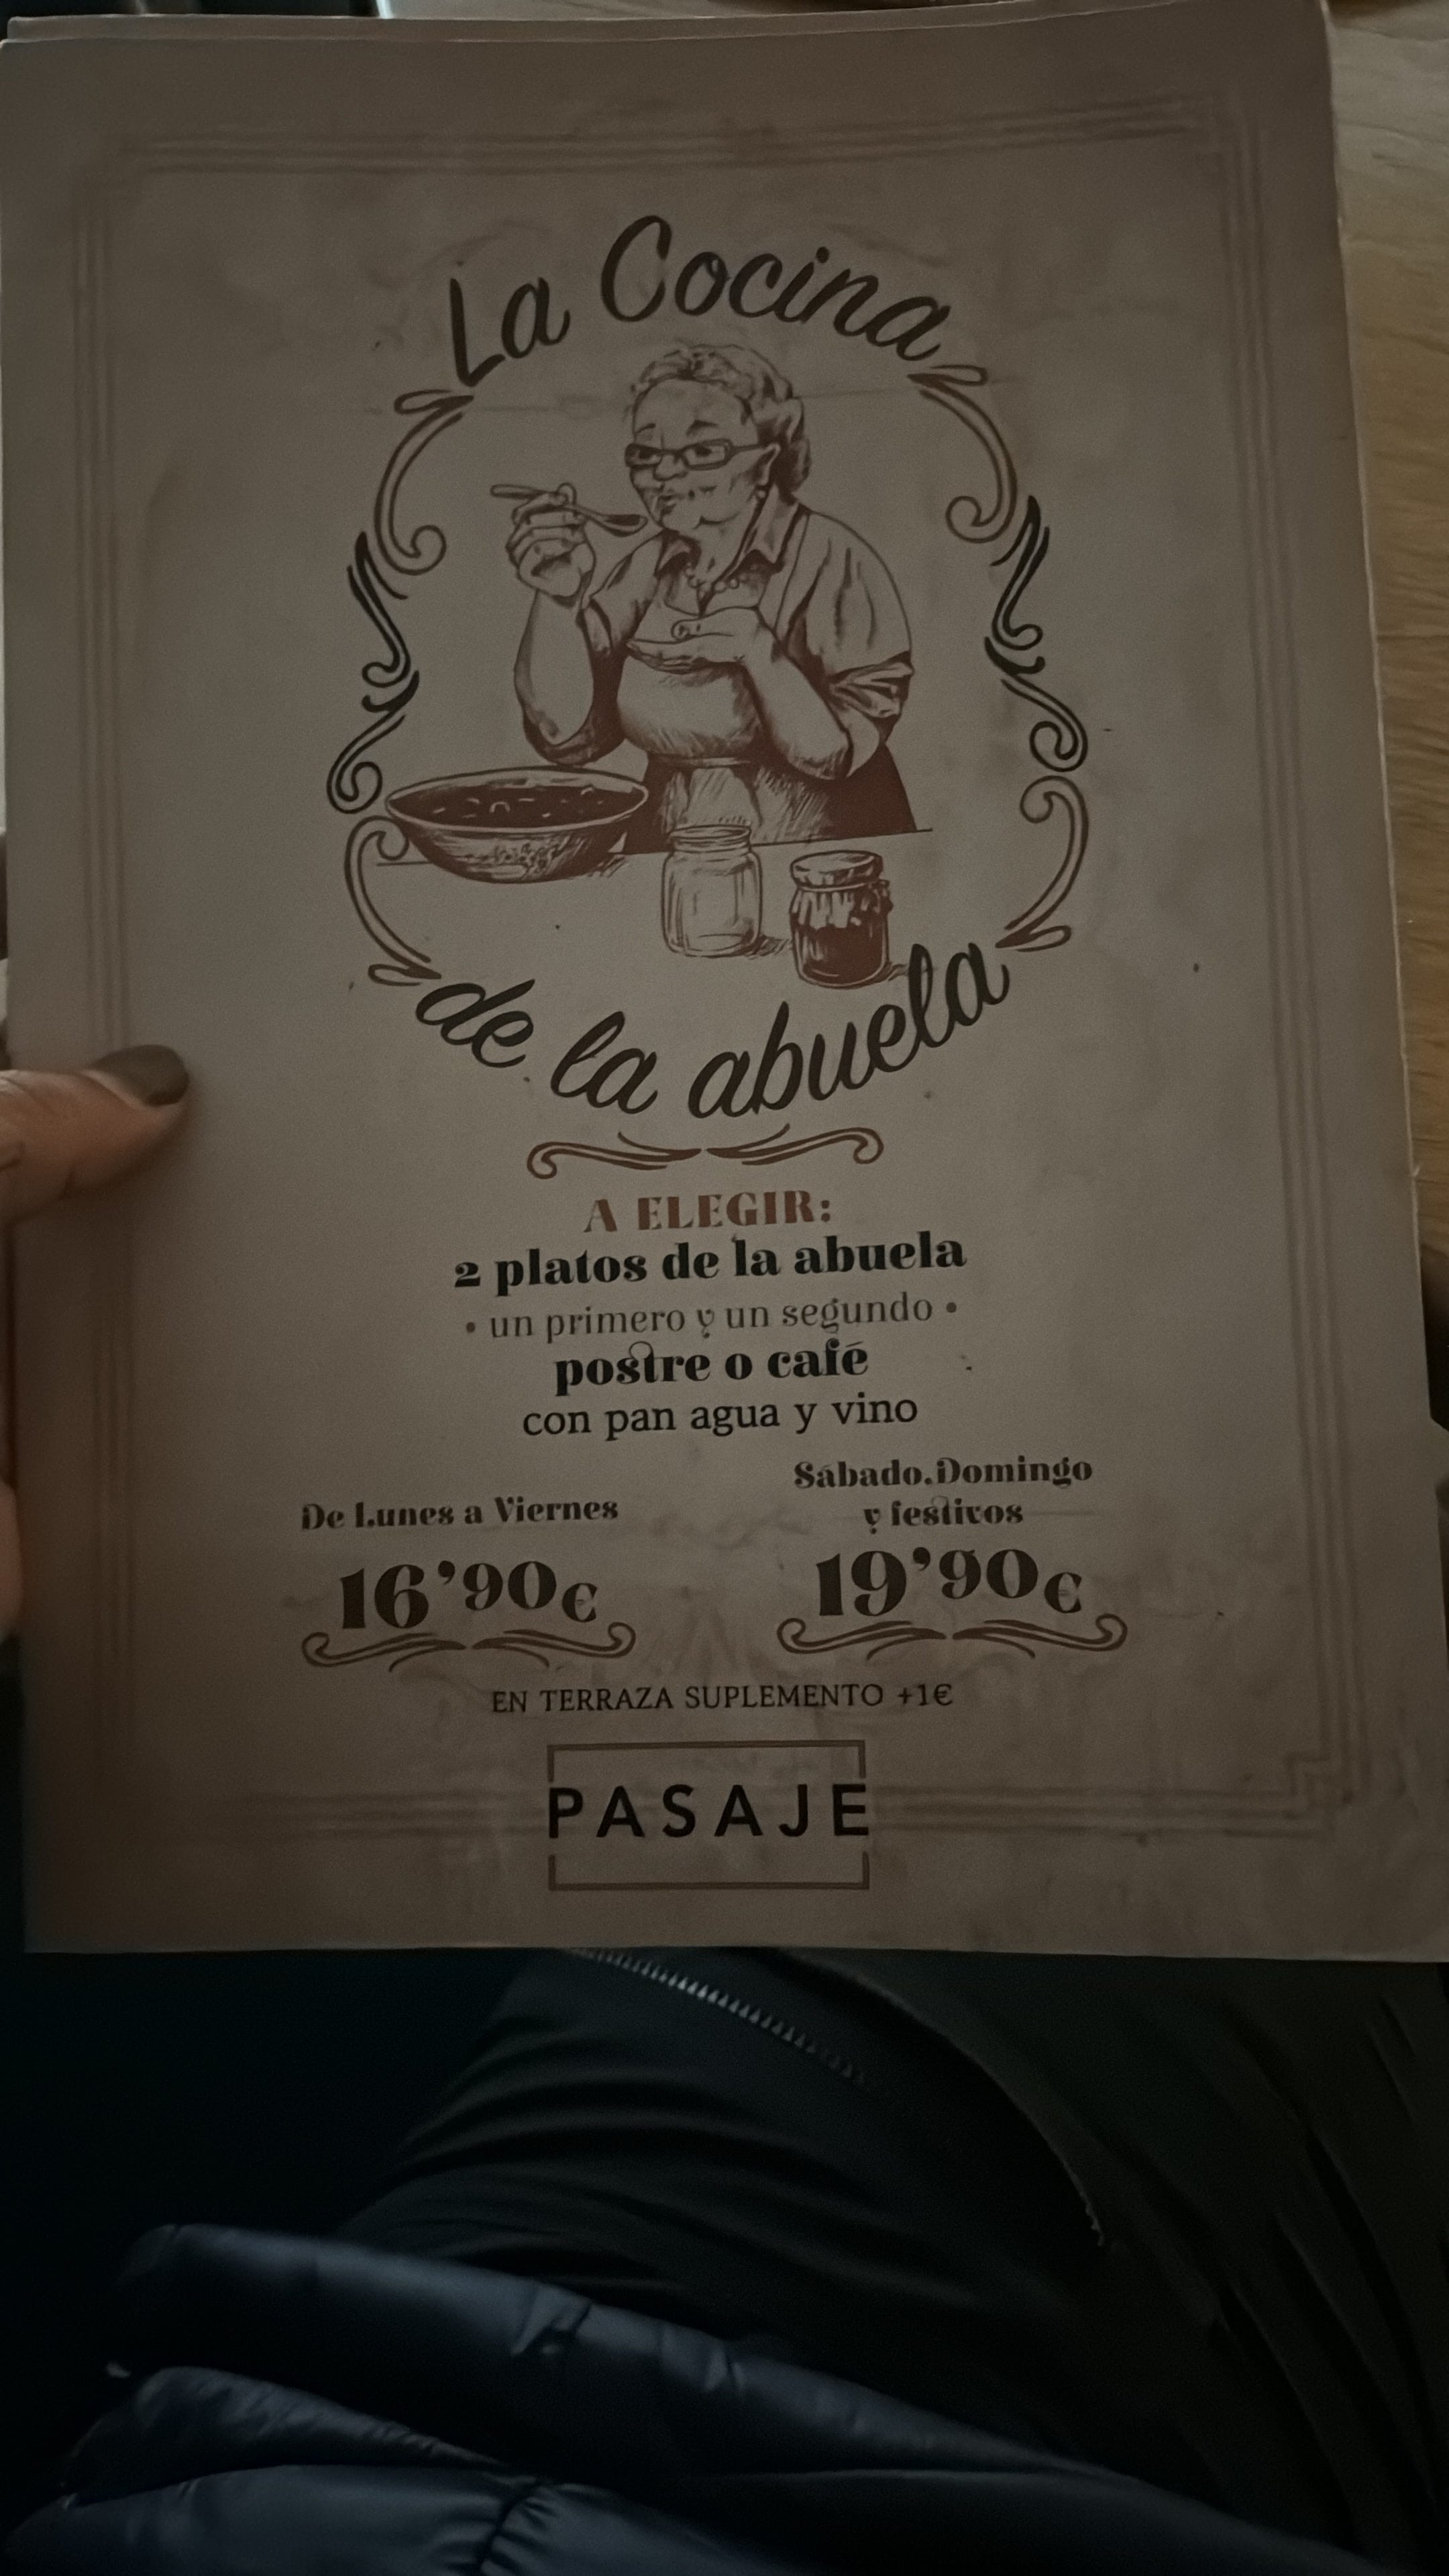 La Cocina
de la abuela
A ELEGIR:
2 platos de la abuela
• un primero y un segundo •
postre o café
con pan agua y vino
De Lunes a Viernes
16'90€
Sábado.Domingo
y festivos
19'90€
EN TERRAZA SUPLEMENTO +1€
PASAJE